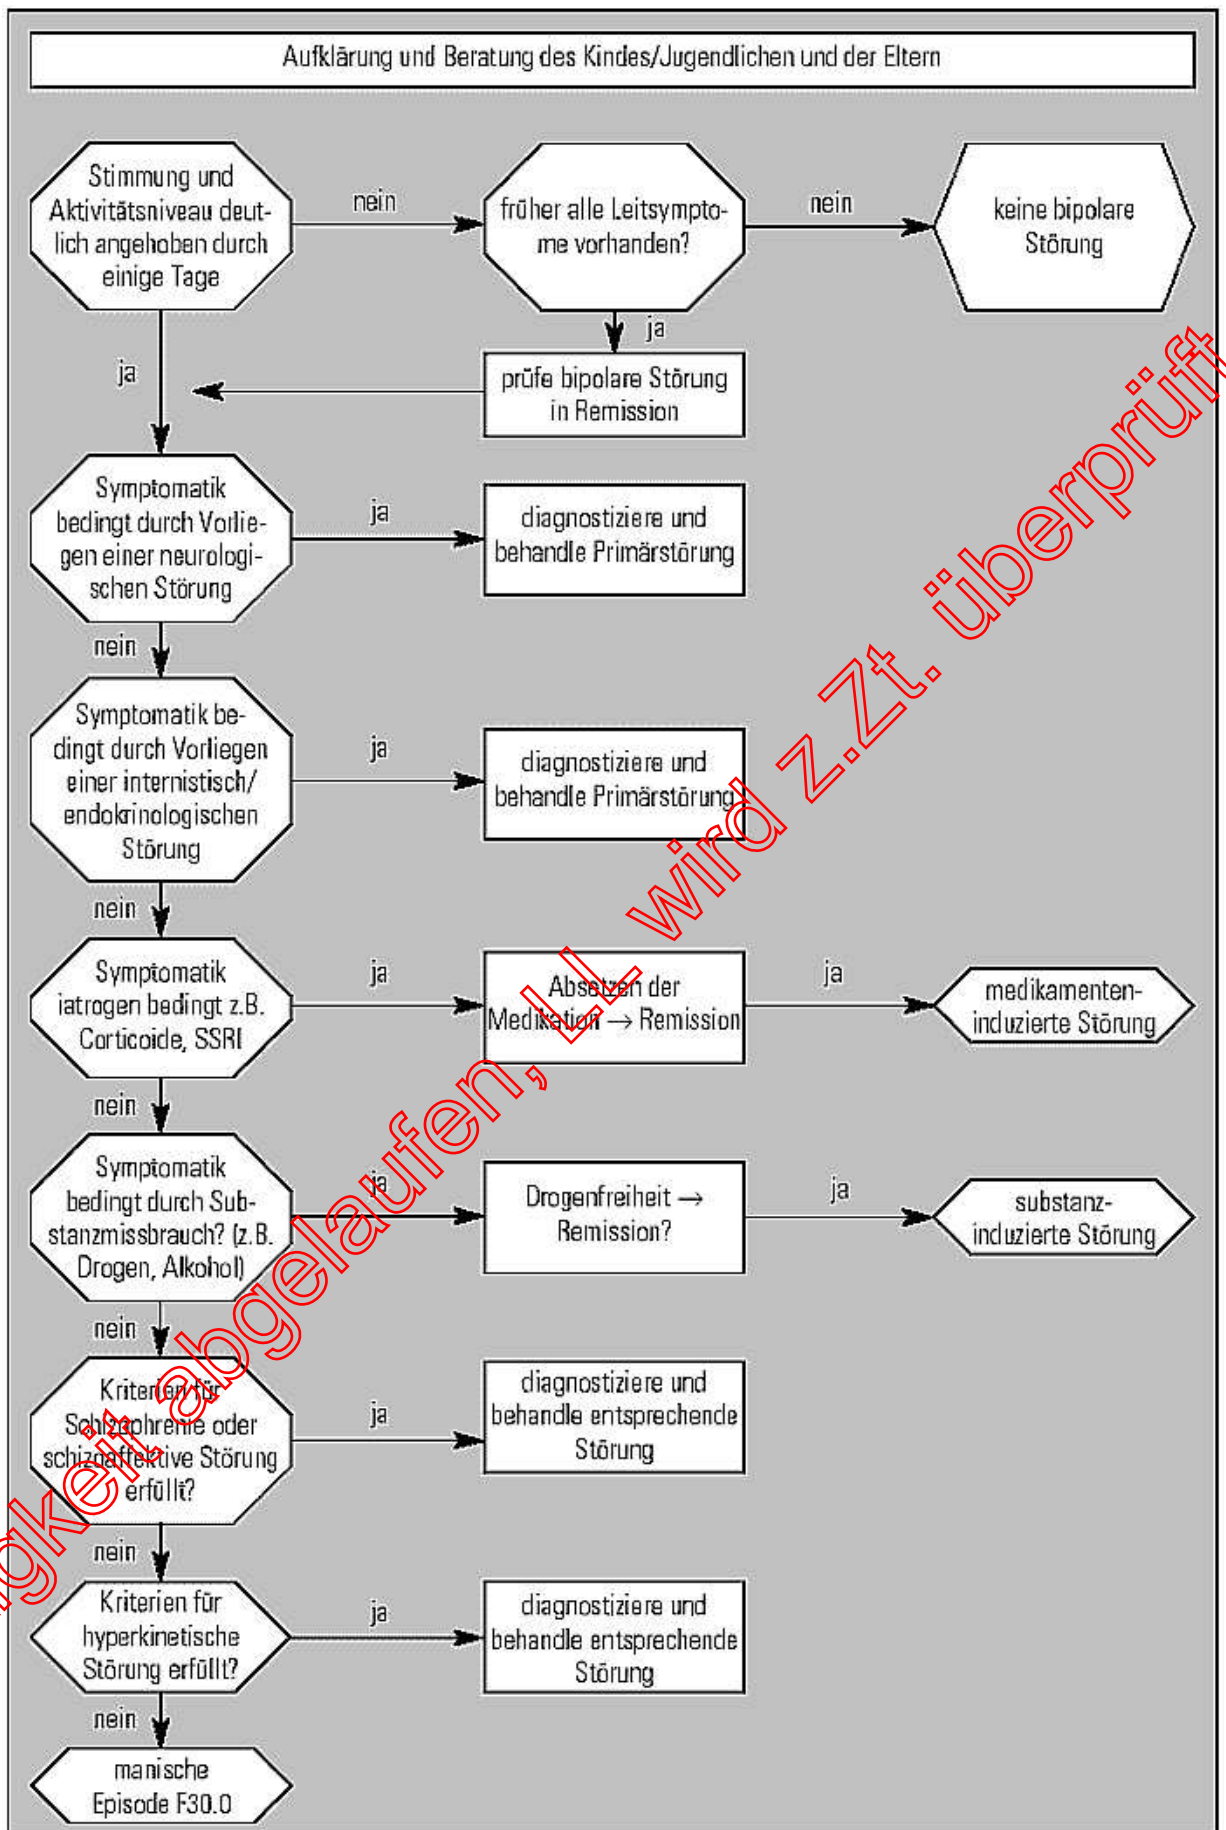 Aufklärung und Beratung des Kindes/Jugendlichen und der Eltern
Stimmung und
Aktivitätsniveau deut-
lich angehoben durch
einige Tage
nein
früher alle Leitsympto-
me vorhanden?
nein
keine bipolare
Störung
ja
ja
prüfe bipolare Störung
in Remission
Symptomatik
bedingt durch Vorlie-
gen einer neurologi-
schen Störung
ja
diagnostiziere und
behandle Primärstörung
nein
Symptomatik be-
dingt durch Vorliegen
einer internistisch/
endokrinologischen
Störung
ja
diagnostiziere und
behandle Primärstörung
nein
Symptomatik
iatrogen bedingt z.B.
Corticoide, SSRI
ja
Absetzen der
Medikation → Remission
ja
medikamenten-
induzierte Störung
nein
Symptomatik
bedingt durch Sub-
stanzmissbrauch? (z.B.
Drogen, Alkohol)
ja
Drogenfreiheit →
Remission?
ja
substanz-
induzierte Störung
nein
Kriterien für
Schizophrenie oder
schizoaffektive Störung
erfüllt?
ja
diagnostiziere und
behandle entsprechende
Störung
nein
Kriterien für
hyperkinetische
Störung erfüllt?
ja
diagnostiziere und
behandle entsprechende
Störung
nein
manische
Episode F30.0
igkeit abgelaufen, LL wird z.Zt. überprüft